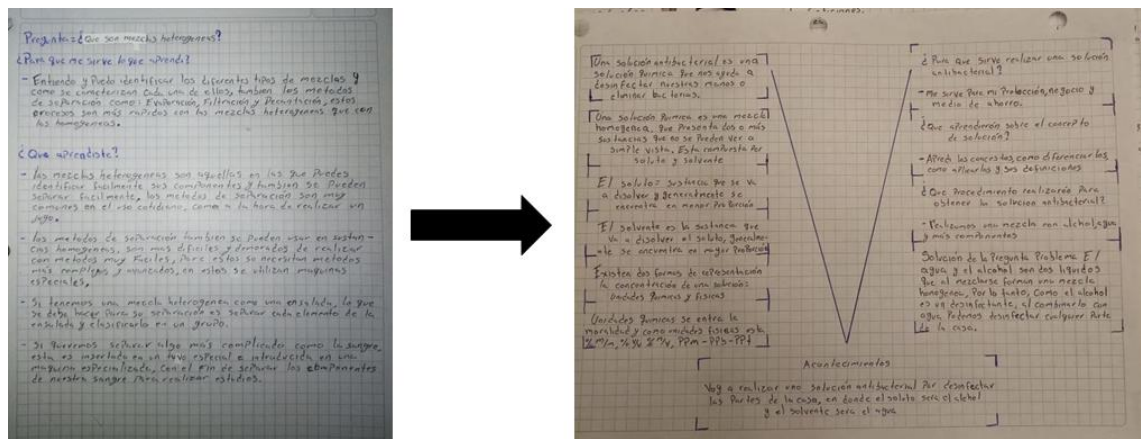 Pregunta = ¿Que son mezclas heterogeneas?
¿Para que me sirve lo que aprendi?
- Entiendo y Puedo identificar los diferentes tipos de mezclas y
como se caracterizan cada una de ellos, tambien los metodos
de separación como: Evaporación, Filtración y Decantación, estos
procesos son más rapidos con las mezclas heterogeneas que con
las homogeneas.
¿Que aprendiste?
- las mezclas heterogeneas son aquellas en las que Puedes
identificar facilmente sus componentes y tambien se Pueden
separar facilmente, los metodos de separación son muy
comunes en el uso cotidiano, como a la hora de realizar un
jugo.
- los metodos de separación tambien se Pueden usar en sustan-
cias homogeneas, son mas dificiles y demorados de realizar
con metodos muy faciles, Para estos se necesitan metodos
más complejos y avanzados, en estos se utilizan maquinas
especiales.
- Si tenemos una mezcla heterogenea como una ensalada, lo que
se debe hacer Para su separación es separar cada elemento de la
ensalada y clasificarlo en un grupo.
- Si queremos separar algo más complicado como la sangre,
esta es insertada en un tuvo especial e introducida en una
maquina especializada, con el fin de separar los componentes
de nuestra sangre Para realizar estudios.
Una solución antibacterial es una
solución Quimica que nos ayuda a
desinfectar nuestras manos o
eliminar bacterias.
Una solución Quimica es una mezcla
homogenea, que Presenta dos o más
sustancias que no se Pueden ver a
simple vista. Esta compuesta Por
soluto y solvente
El soluto = sustancia que se va
a disolver y generalmente se
encuentra en menor Proporción
El solvente es la sustancia que
va a disolver el soluto, generalme-
nte se encuentra en mayor Proporción
Existen dos formas de representación
la concentración de una solución:
Unidades Quimicas y fisicas
Unidades Quimicas se entra la
moralidad y como unidades fisicas esta
% m/m, % v/v % m/v, PPm - PPb - PPt
¿Para que sirve realizar una solución
antibacterial?
- Me sirve Para mi Protección, negocio y
medio de ahorro.
¿Que aprendieron sobre el concepto
de solución?
- Aprendi los conceptos, como diferenciarlos,
como aplicarlos y sus definiciones
¿Que Procedimiento realizaron Para
obtener la solución antibacterial?
- Realizamos una mezcla con alcohol, agua
y más componentes
Solución de la Pregunta Problema El
agua y el alcohol son dos liquidos
que al mezclarse forman una mezcla
homogenea, Por lo tanto, como el alcohol
es un desinfectante, al combinarlo con
agua Podemos desinfectar cualquier Parte
de la casa.
Acontecimientos
Voy a realizar una solución antibacterial Par desinfectar
las Partes de la casa, en donde el soluto será el alcohol
y el solvente será el agua